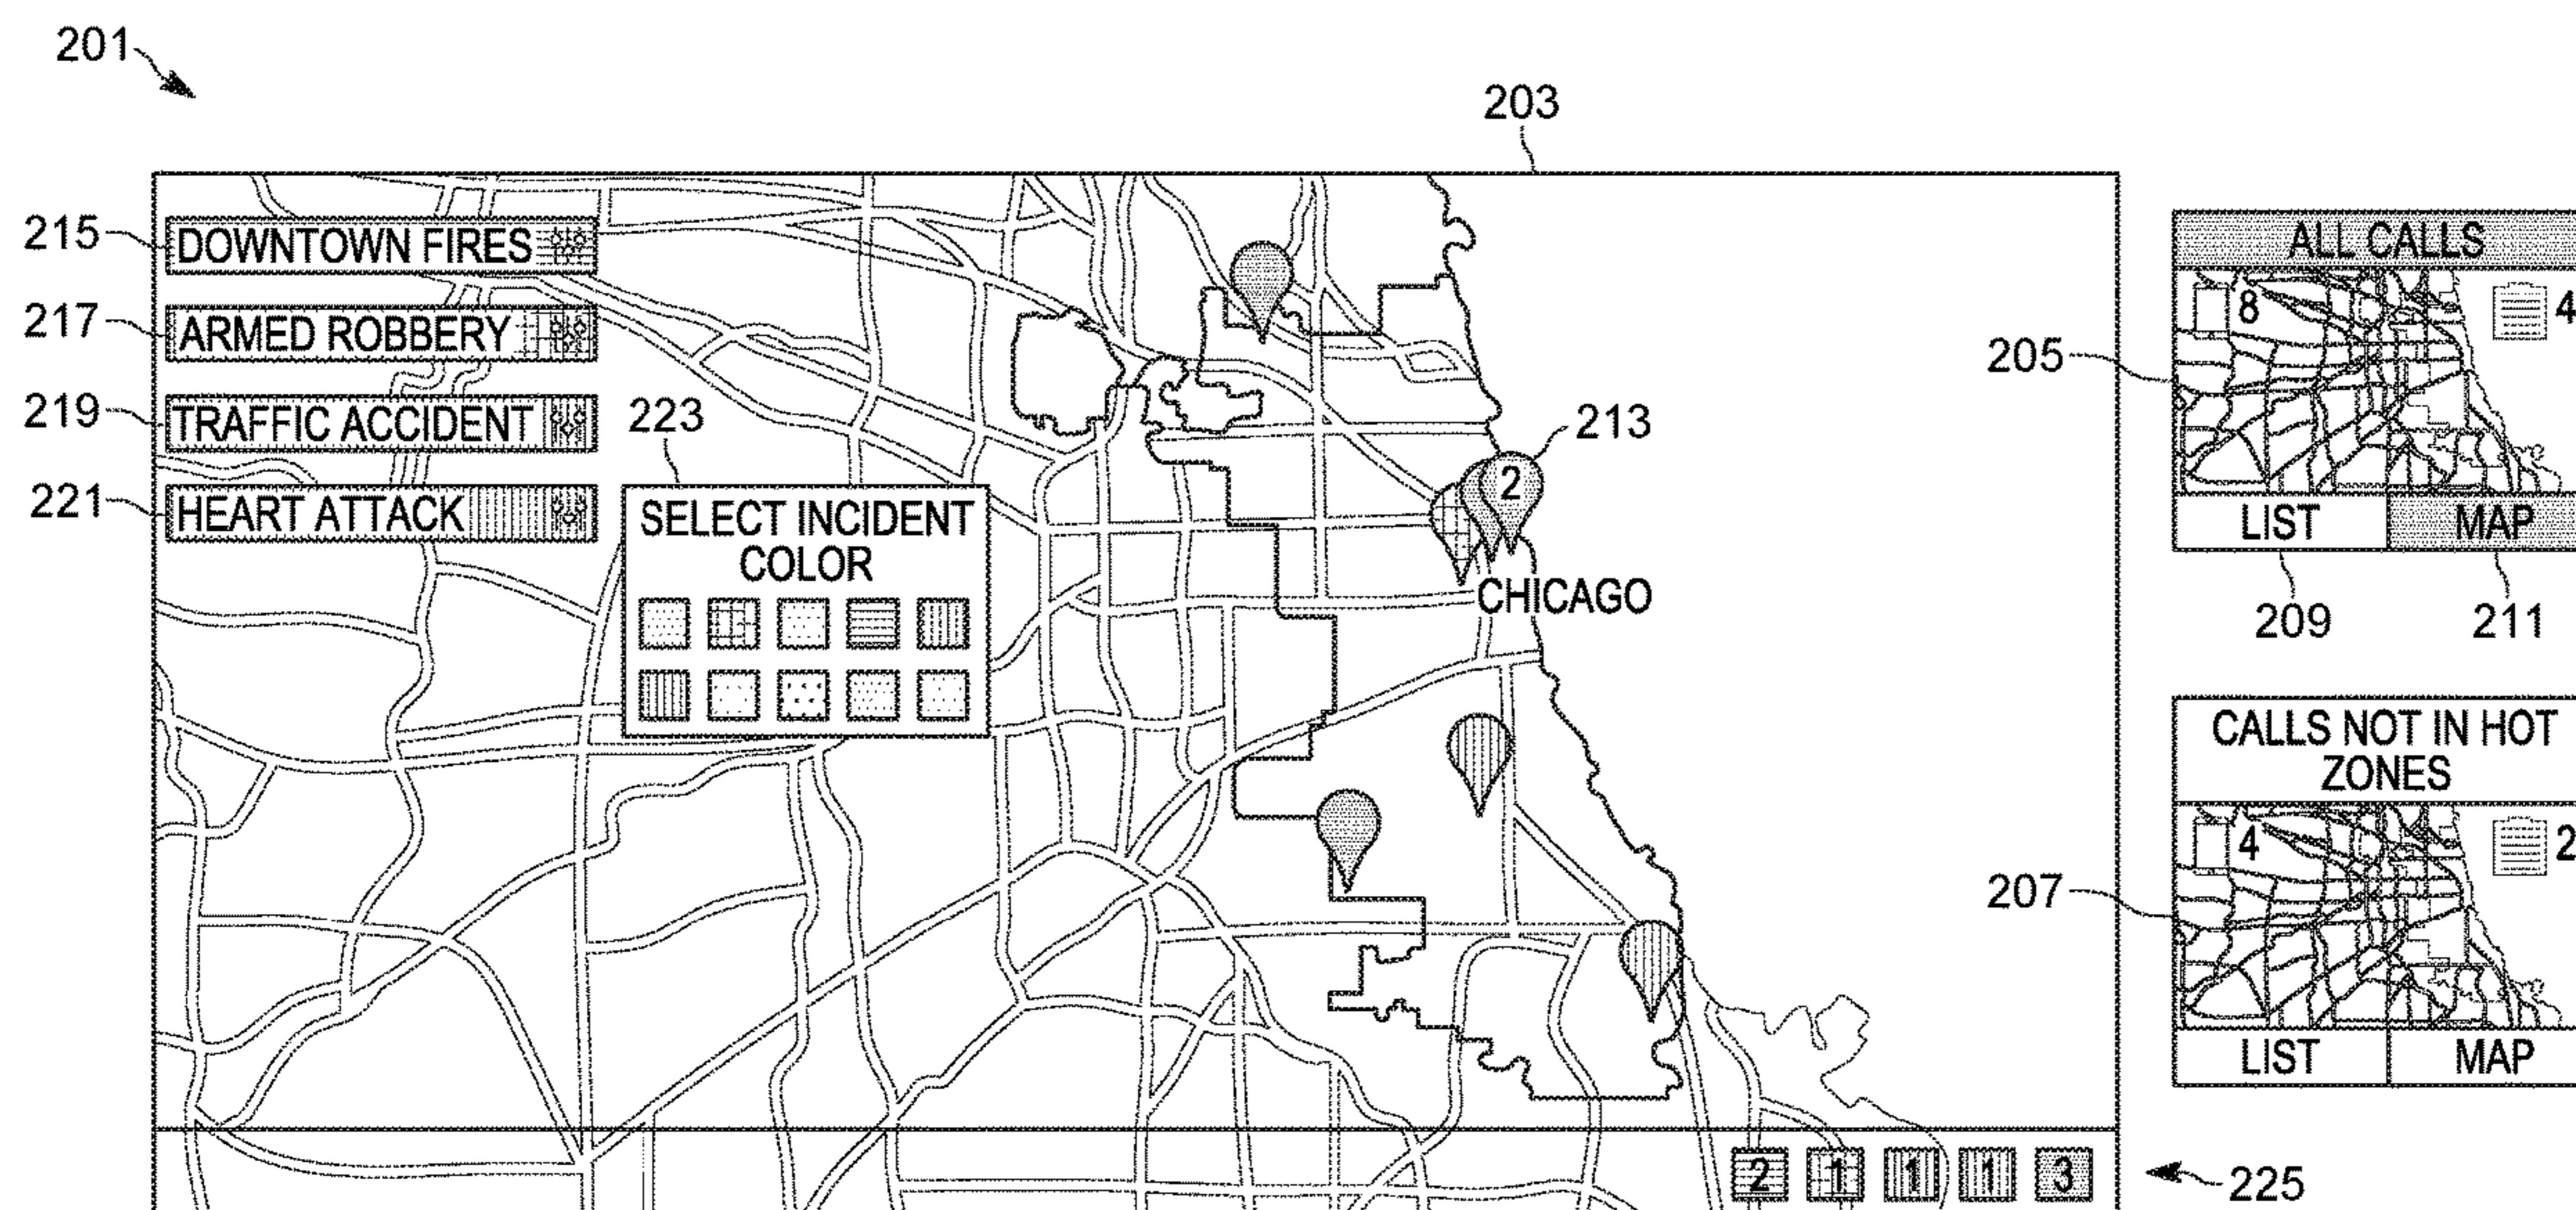 201
203
215
DOWNTOWN FIRES
217
ARMED ROBBERY
219
TRAFFIC ACCIDENT
221
HEART ATTACK
223
SELECT INCIDENT
COLOR
213
2
CHICAGO
205
ALL CALLS
8
4
LIST
MAP
209
211
207
CALLS NOT IN HOT
ZONES
4
2
LIST
MAP
2
1
1
1
3
225